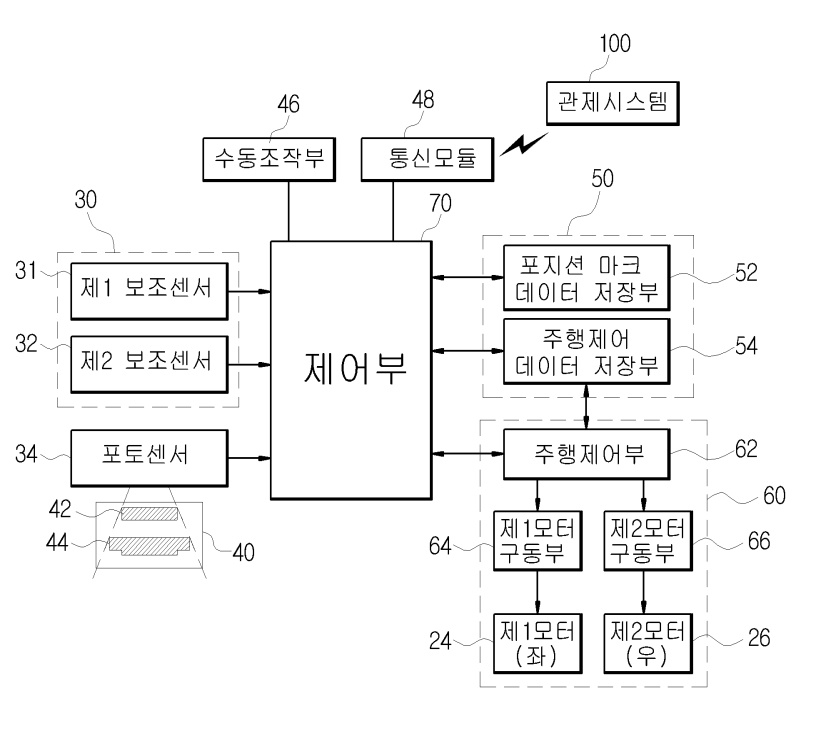 100
관제시스템
46
수동조작부
48
통신모듈
70
제어부
30
31
제1 보조센서
32
제2 보조센서
34
포토센서
42
44
40
50
포지션 마크
데이터 저장부
52
주행제어
데이터 저장부
54
주행제어부
62
60
제1모터
구동부
64
제2모터
구동부
66
제1모터
(좌)
24
제2모터
(우)
26